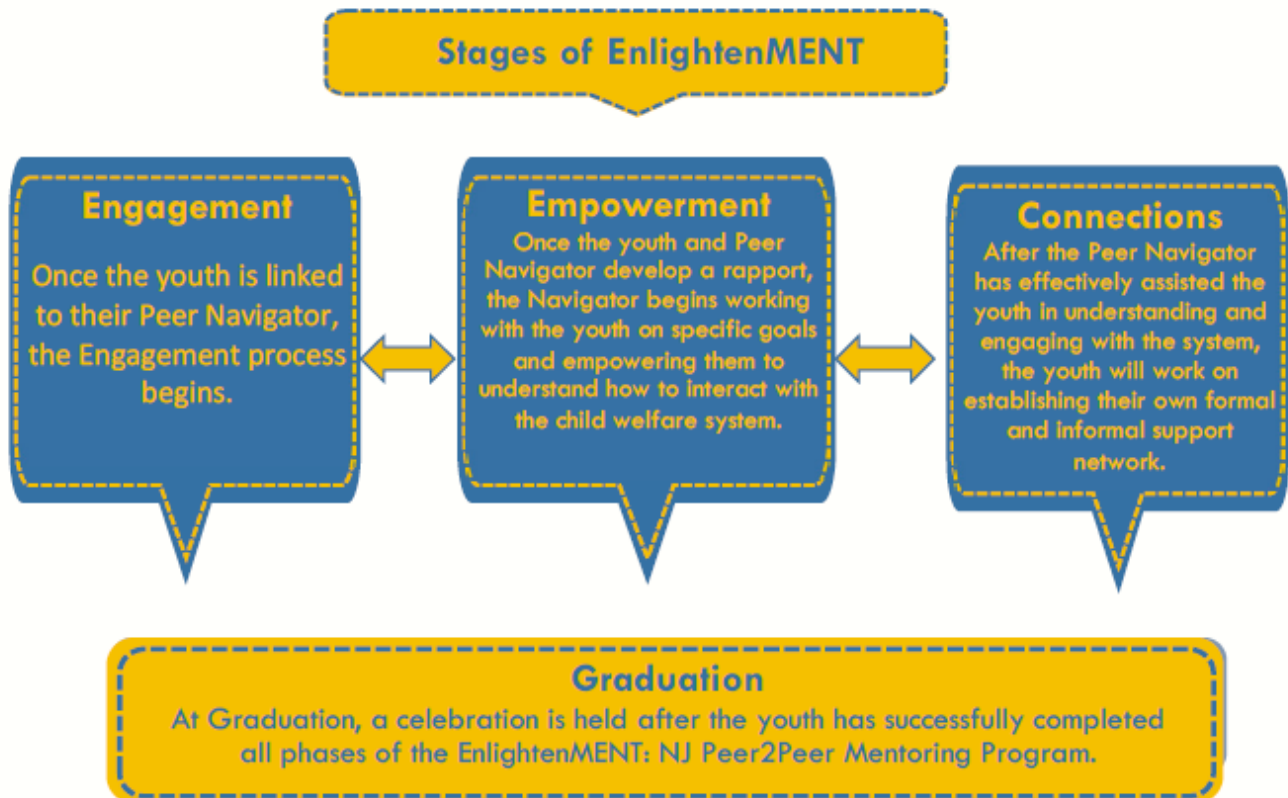 Stages of EnlightenMENT
Engagement
Once the youth is linked
to their Peer Navigator,
the Engagement process
begins.
Empowerment
Once the youth and Peer
Navigator develop a rapport,
the Navigator begins working
with the youth on specific goals
and empowering them to
understand how to interact with
the child welfare system.
Connections
After the Peer Navigator
has effectively assisted the
youth in understanding and
engaging with the system,
the youth will work on
establishing their own formal
and informal support
network.
Graduation
At Graduation, a celebration is held after the youth has successfully completed
all phases of the EnlightenMENT: NJ Peer2Peer Mentoring Program.